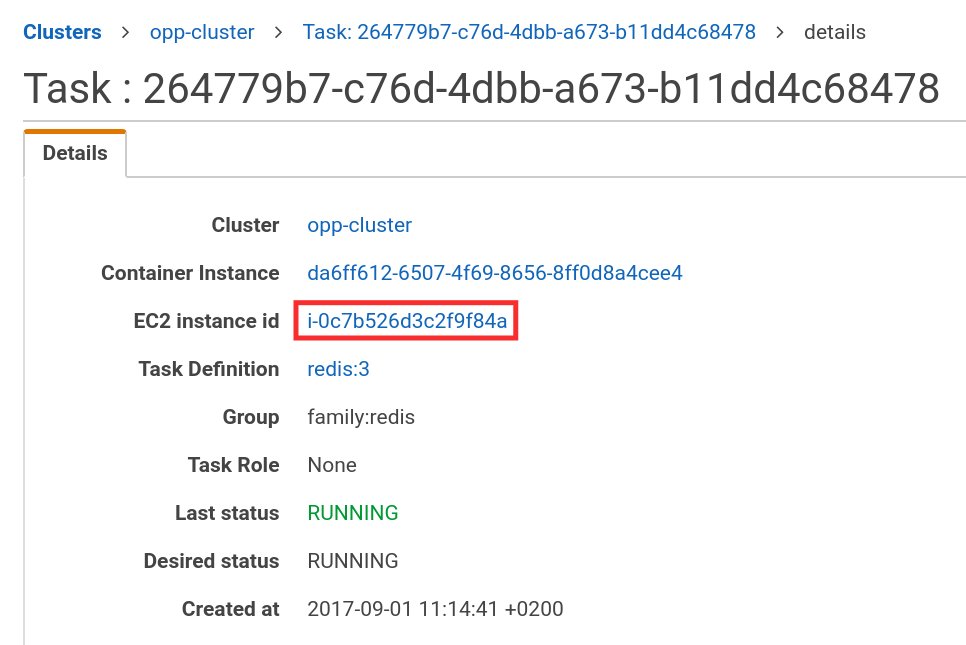 Clusters > opp-cluster > Task: 264779b7-c76d-4dbb-a673-b11dd4c68478 > details
Task : 264779b7-c76d-4dbb-a673-b11dd4c68478
Details
Cluster opp-cluster
Container Instance da6ff612-6507-4f69-8656-8ff0d8a4cee4
EC2 instance id i-0c7b526d3c2f9f84a
Task Definition redis:3
Group family:redis
Task Role None
Last status RUNNING
Desired status RUNNING
Created at 2017-09-01 11:14:41 +0200